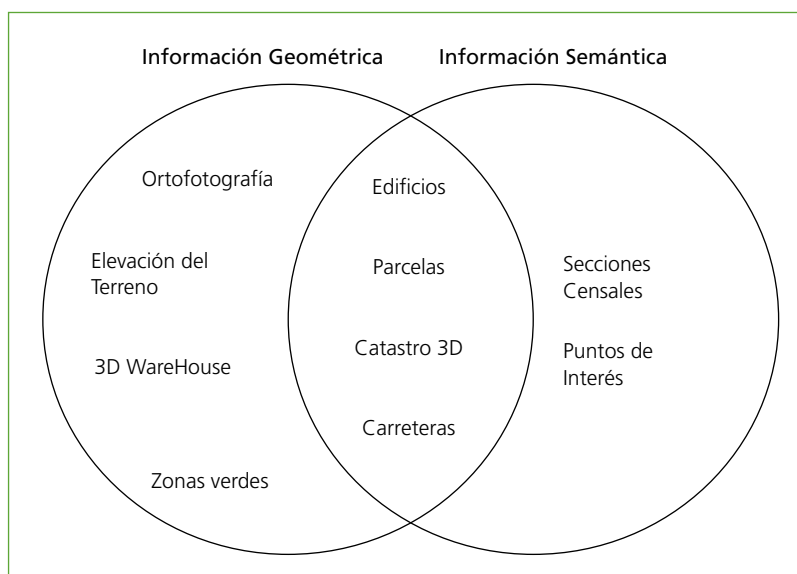 Información Geométrica
Información Semántica
Ortofotografía
Elevación del
Terreno
3D WareHouse
Zonas verdes
Edificios
Parcelas
Catastro 3D
Carreteras
Secciones
Censales
Puntos de
Interés